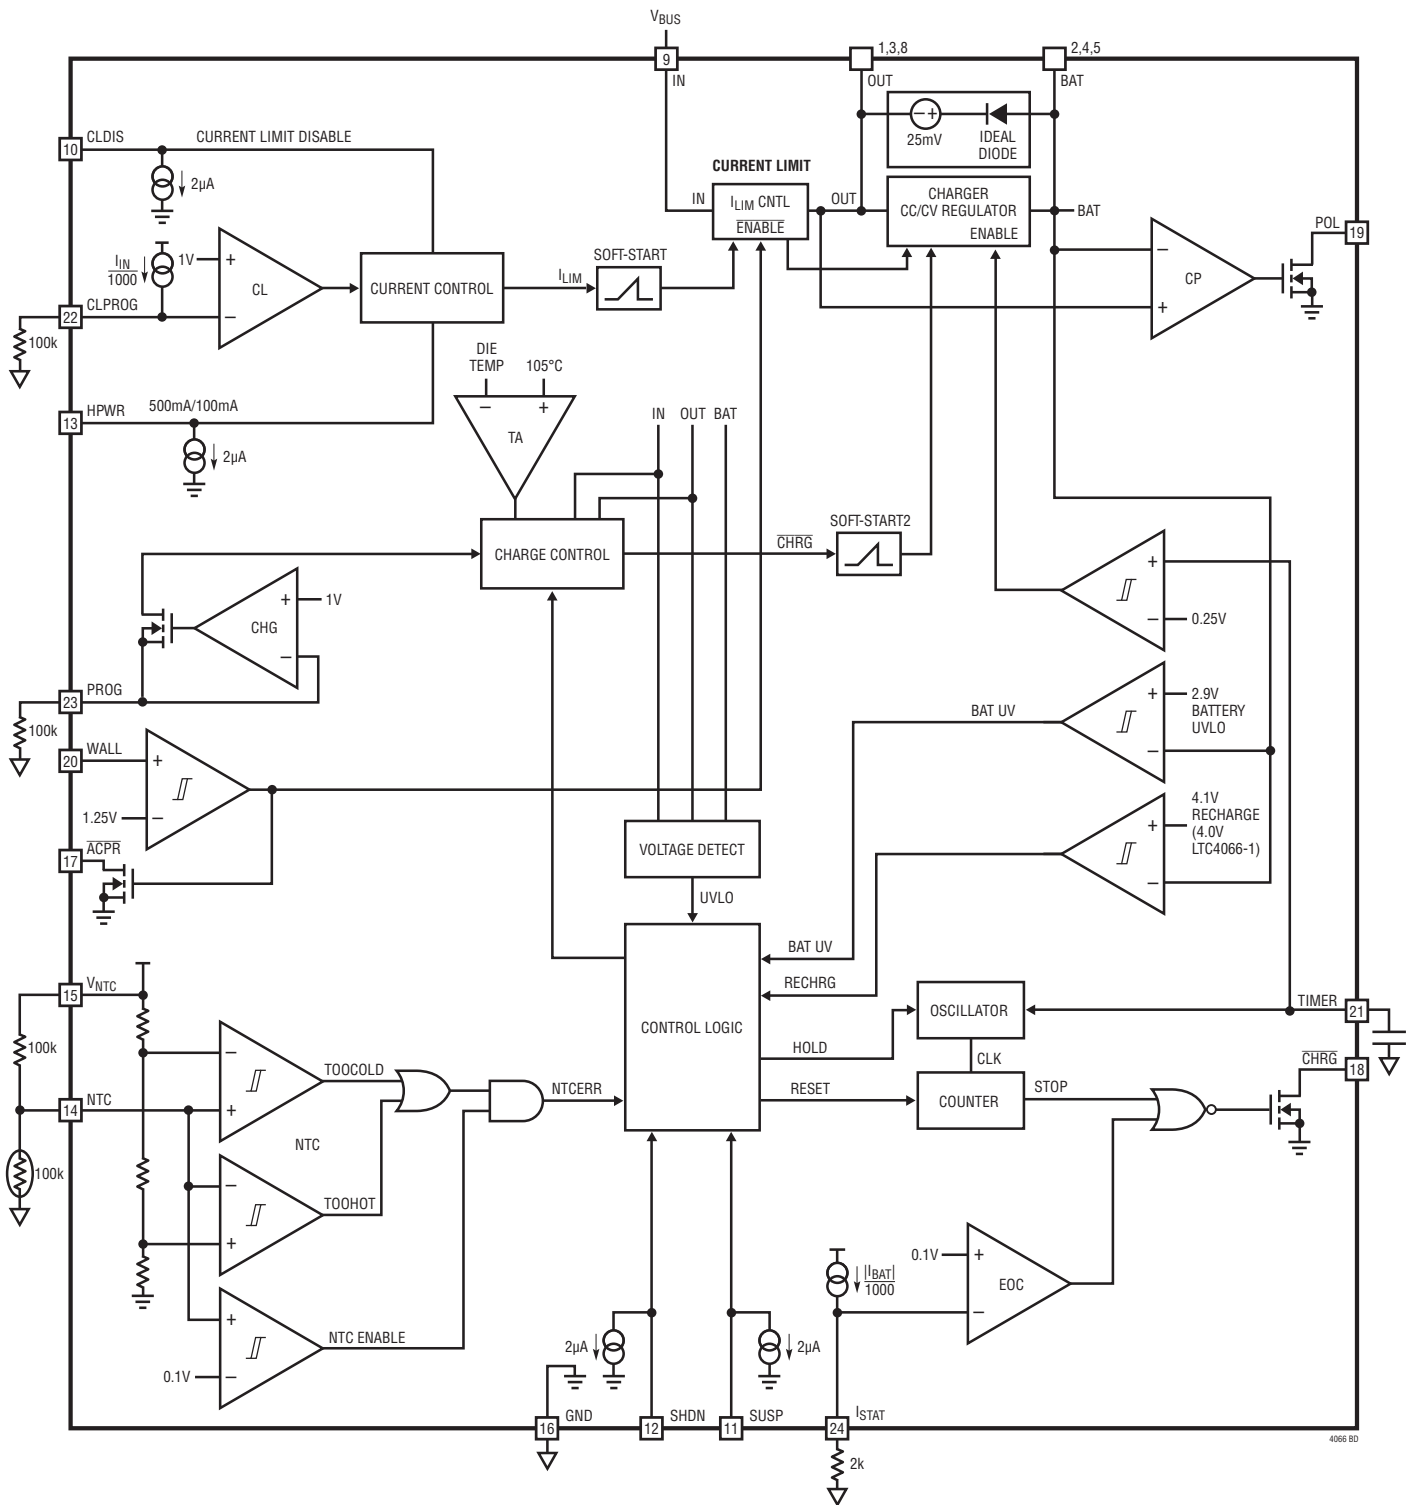 VBUS
9
IN
1,3,8
OUT
2,4,5
BAT
10
CLDIS
CURRENT LIMIT DISABLE
2µA
25mV
IDEAL
DIODE
CURRENT LIMIT
IN
ILIM CNTL
ENABLE
OUT
CHARGER
CC/CV REGULATOR
ENABLE
BAT
POL
19
IIN
1000
1V
+
CL
−
CLPROG
22
100k
CURRENT CONTROL
ILIM
SOFT-START
−
CP
+
DIE
TEMP
105°C
−
+
TA
13
HPWR
500mA/100mA
2µA
IN
OUT
BAT
CHARGE CONTROL
CHRG
SOFT-START2
+
−
0.25V
+
1V
CHG
−
23
PROG
100k
20
WALL
+
1.25V
−
17
ACPR
BAT UV
+
2.9V
BATTERY
UVLO
−
4.1V
RECHARGE
(4.0V
LTC4066-1)
+
−
VOLTAGE DETECT
UVLO
CONTROL LOGIC
BAT UV
RECHRG
HOLD
RESET
OSCILLATOR
CLK
COUNTER
STOP
TIMER
21
CHRG
18
15
VNTC
100k
14
NTC
100k
−
+
TOOCOLD
NTC
−
+
TOOHOT
NTCERR
+
0.1V
−
NTC ENABLE
2µA
2µA
|IBAT|
1000
0.1V
+
EOC
−
16
GND
12
SHDN
11
SUSP
24
ISTAT
2k
4066 BD